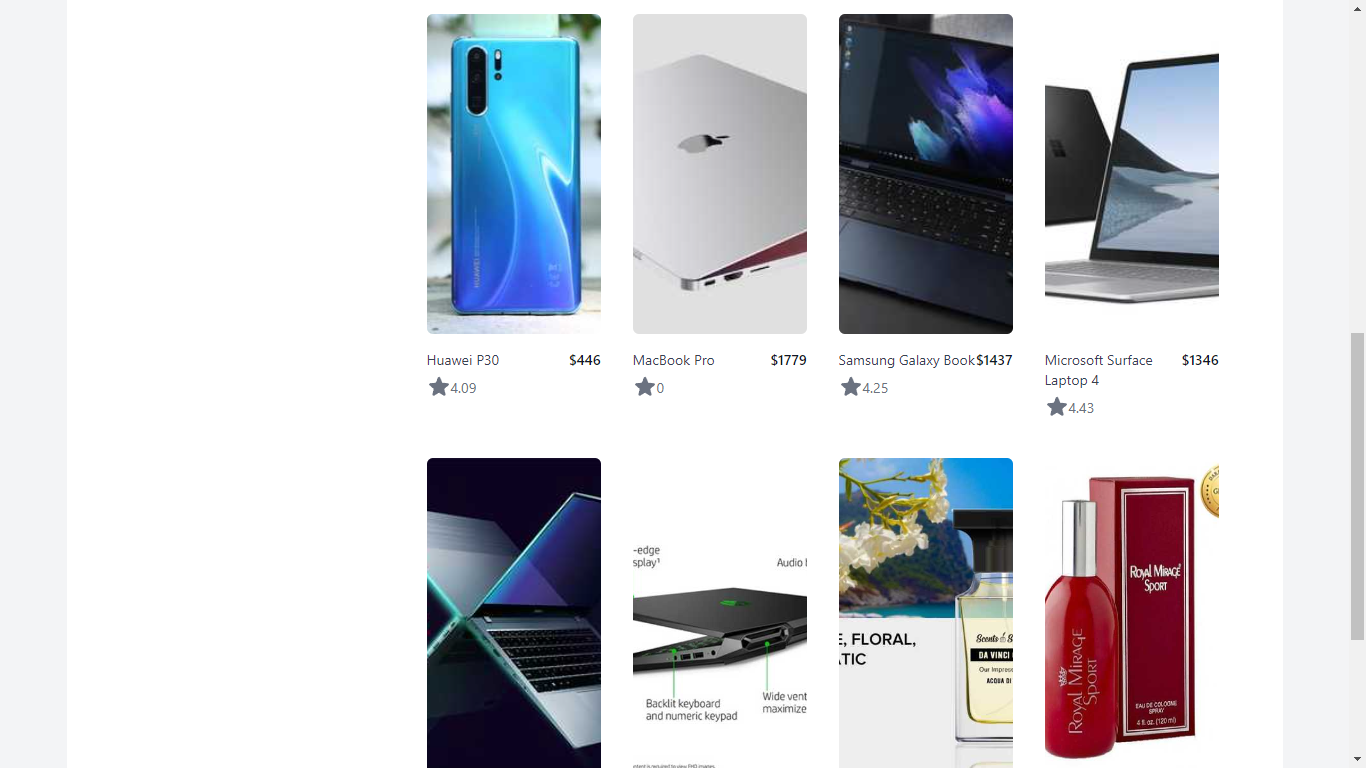 HUAWEI
Huawei P30
$446
4.09
MacBook Pro
$1779
0
Samsung Galaxy Book
$1437
4.25
Microsoft Surface
Laptop 4
$1346
4.43
-edge
splay¹
Audio
Backlit keyboard
and numeric keypad
Wide vent
maximize
E, FLORAL,
ATIC
DA VINCI
Our Impress
ACQUA DI
ROYAL MIRAGE
SPORT
EAU DE COLOGNE
SPRAY
4 fl. oz. (120 ml)
ROYAL MIRAGE
SPORT